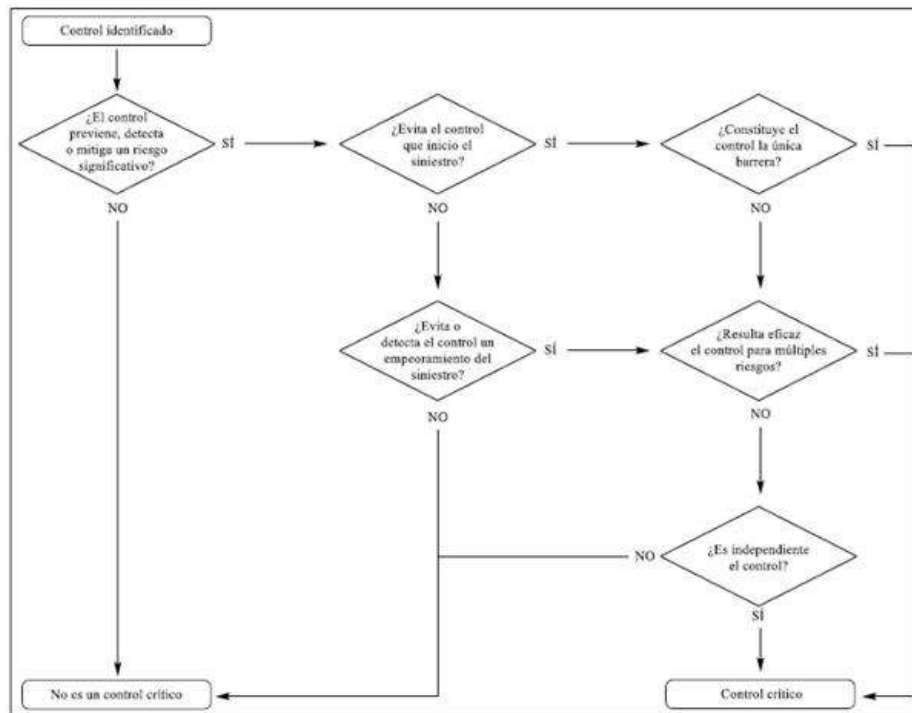 Control identificado
¿El control
previene, detecta
o mitiga un riesgo
significativo?
SÍ
¿Evita el control
que inicio el
siniestro?
SÍ
¿Constituye el
control la única
barrera?
SÍ
NO
NO
NO
¿Evita o
detecta el control un
empeoramiento del
siniestro?
SÍ
¿Resulta eficaz
el control para múltiples
riesgos?
SÍ
NO
NO
NO
¿Es independiente
el control?
SÍ
No es un control crítico
Control crítico